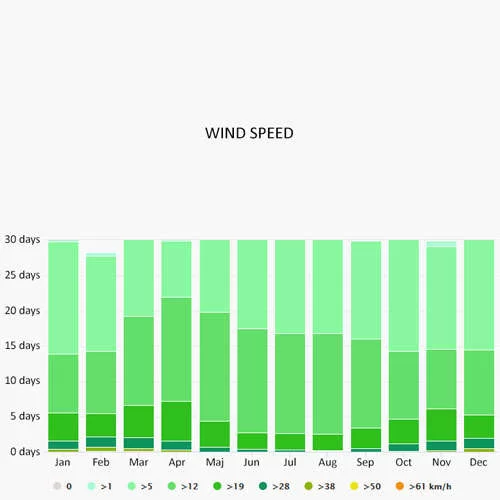 WIND SPEED
30 days
25 days
20 days
15 days
10 days
5 days
0 days
Jan Feb Mar Apr Maj Jun Jul Aug Sep Oct Nov Dec
0 >1 >5 >12 >19 >28 >38 >50 >61 km/h